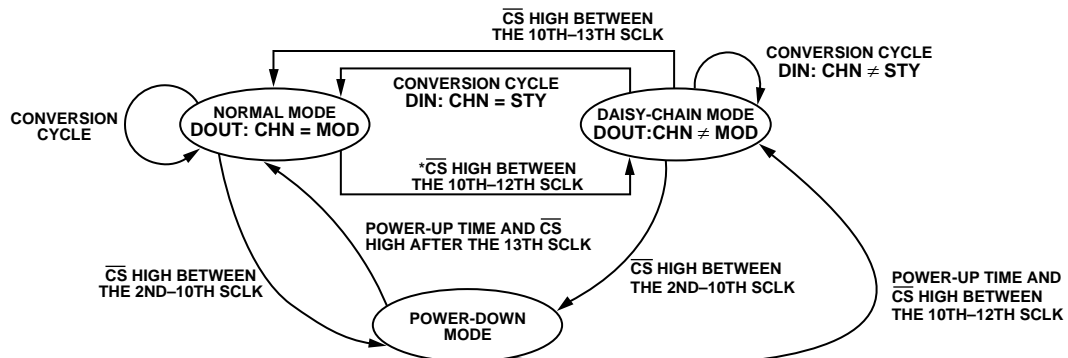 CS HIGH BETWEEN
THE 10TH–13TH SCLK
CONVERSION CYCLE
DIN: CHN ≠ STY
CONVERSION CYCLE
DIN: CHN = STY
CONVERSION
CYCLE
NORMAL MODE
DOUT: CHN = MOD
DAISY-CHAIN MODE
DOUT:CHN ≠ MOD
*CS HIGH BETWEEN
THE 10TH–12TH SCLK
POWER-UP TIME AND CS
HIGH AFTER THE 13TH SCLK
CS HIGH BETWEEN
THE 2ND–10TH SCLK
CS HIGH BETWEEN
THE 2ND–10TH SCLK
POWER-UP TIME AND
CS HIGH BETWEEN
THE 10TH–12TH SCLK
POWER-DOWN
MODE